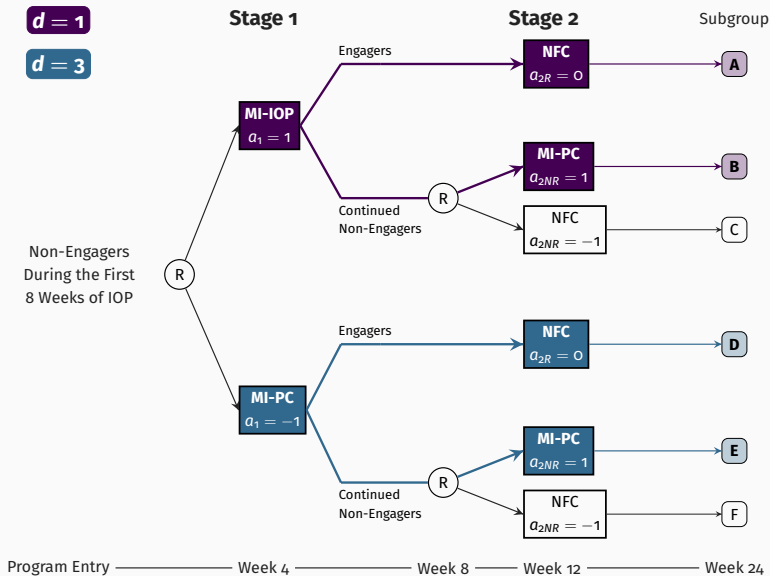 d = 1
d = 3
Stage 1
Stage 2
Subgroup
Engagers
NFC
a2R = 0
A
MI-IOP
a1 = 1
MI-PC
a2NR = 1
B
R
Continued
Non-Engagers
NFC
a2NR = −1
C
Non-Engagers
During the First
8 Weeks of IOP
R
Engagers
NFC
a2R = 0
D
MI-PC
a1 = −1
MI-PC
a2NR = 1
E
R
Continued
Non-Engagers
NFC
a2NR = −1
F
Program Entry
Week 4
Week 8
Week 12
Week 24